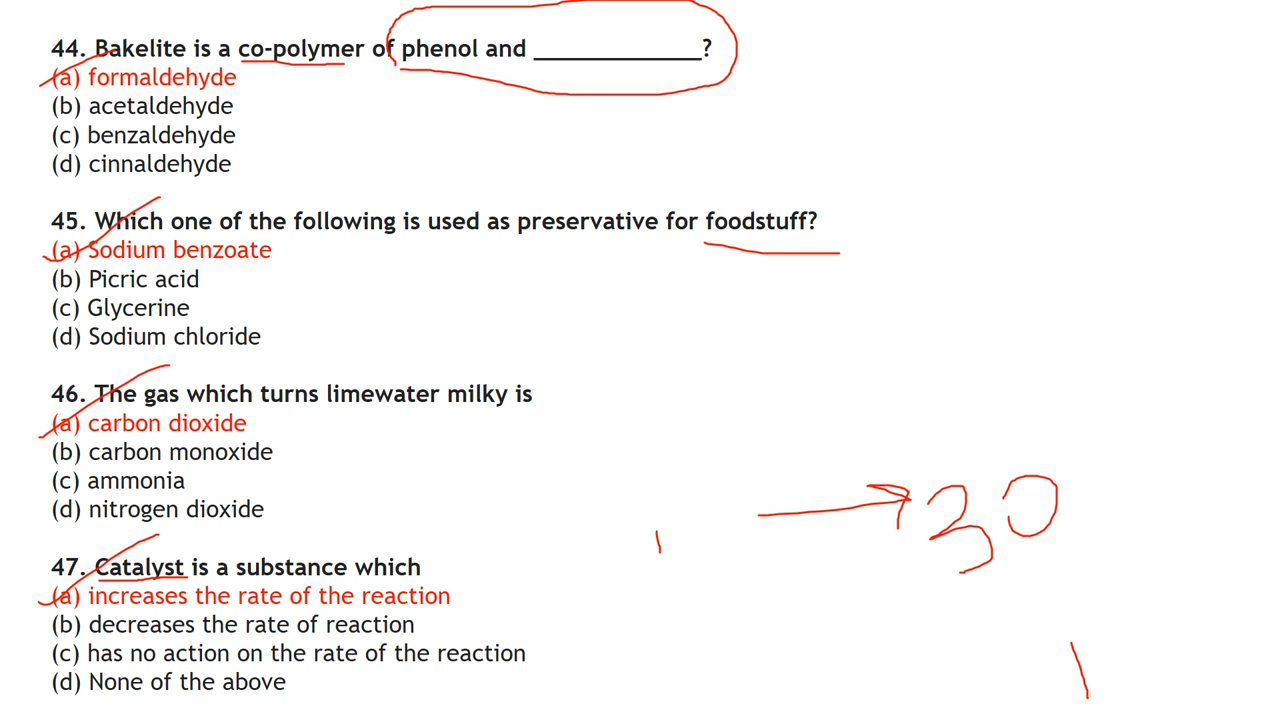 44. Bakelite is a co-polymer of phenol and _____________?
(a) formaldehyde
(b) acetaldehyde
(c) benzaldehyde
(d) cinnaldehyde
45. Which one of the following is used as preservative for foodstuff?
(a) Sodium benzoate
(b) Picric acid
(c) Glycerine
(d) Sodium chloride
46. The gas which turns limewater milky is
(a) carbon dioxide
(b) carbon monoxide
(c) ammonia
(d) nitrogen dioxide
30
47. Catalyst is a substance which
(a) increases the rate of the reaction
(b) decreases the rate of reaction
(c) has no action on the rate of the reaction
(d) None of the above